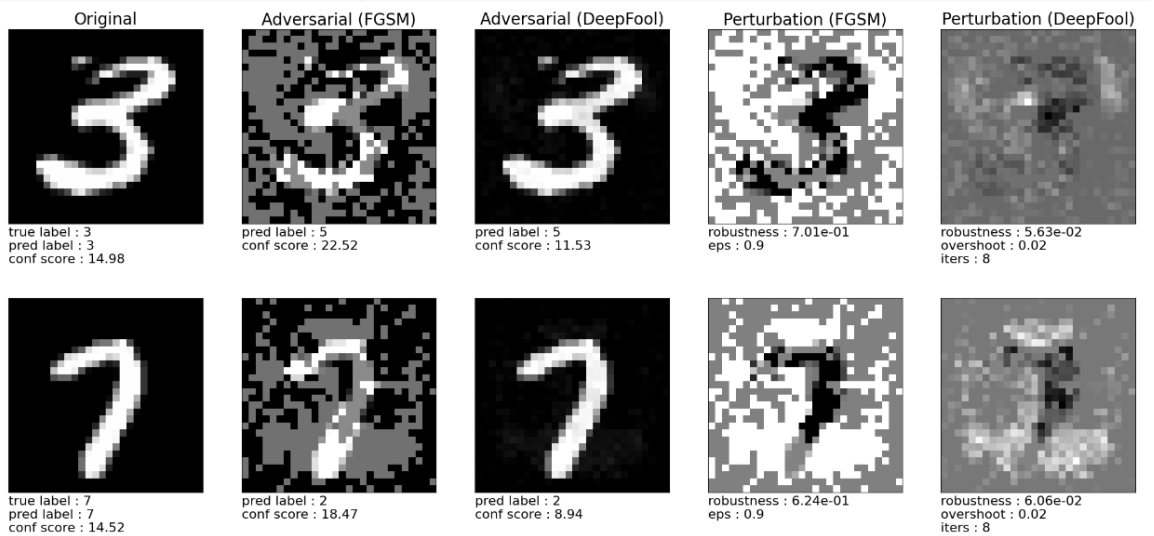 Original
Adversarial (FGSM)
Adversarial (DeepFool)
Perturbation (FGSM)
Perturbation (DeepFool)
true label : 3
pred label : 3
conf score : 14.98
pred label : 5
conf score : 22.52
pred label : 5
conf score : 11.53
robustness : 7.01e-01
eps : 0.9
robustness : 5.63e-02
overshoot : 0.02
iters : 8
true label : 7
pred label : 7
conf score : 14.52
pred label : 2
conf score : 18.47
pred label : 2
conf score : 8.94
robustness : 6.24e-01
eps : 0.9
robustness : 6.06e-02
overshoot : 0.02
iters : 8